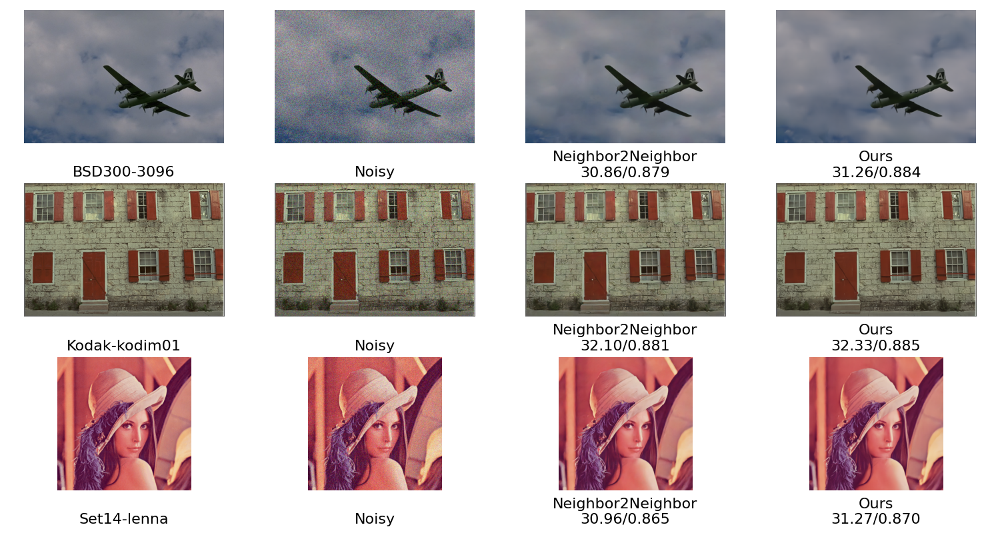 A
A
A
A
BSD300-3096
Noisy
Neighbor2Neighbor
30.86/0.879
Ours
31.26/0.884
Kodak-kodim01
Noisy
Neighbor2Neighbor
32.10/0.881
Ours
32.33/0.885
Set14-lenna
Noisy
Neighbor2Neighbor
30.96/0.865
Ours
31.27/0.870